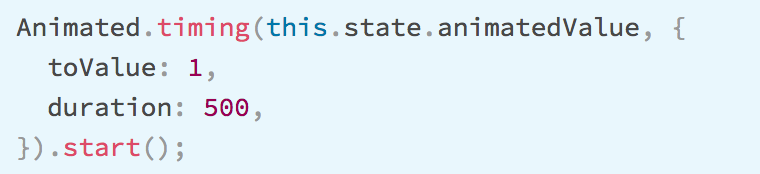 Animated.timing(this.state.animatedValue, {
  toValue: 1,
  duration: 500,
}).start();